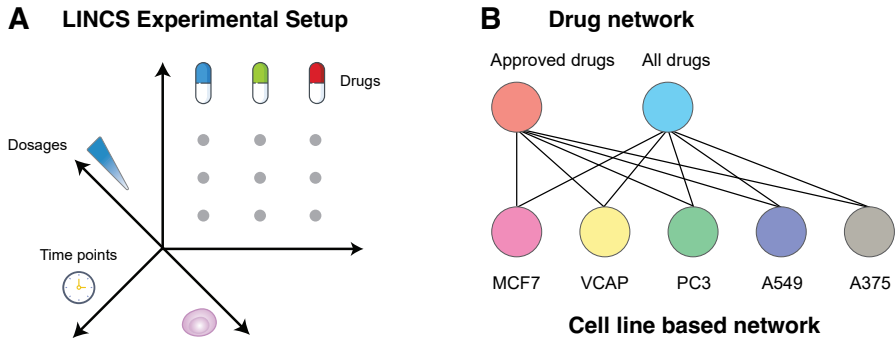 A LINCS Experimental Setup
Drugs
Dosages
Time points
B Drug network
Approved drugs All drugs
MCF7 VCAP PC3 A549 A375
Cell line based network